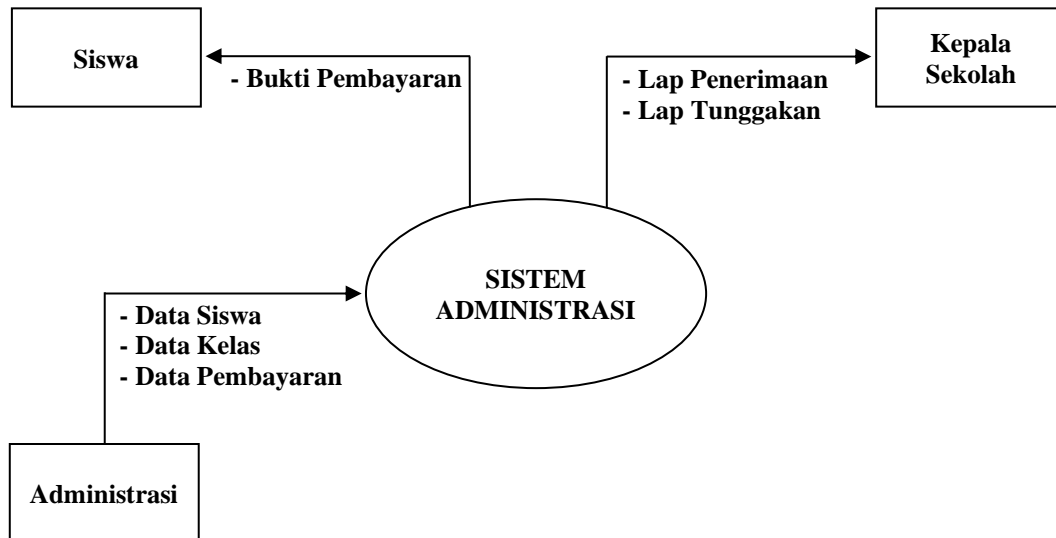 Siswa
- Bukti Pembayaran
- Lap Penerimaan
- Lap Tunggakan
Kepala
Sekolah
SISTEM
ADMINISTRASI
- Data Siswa
- Data Kelas
- Data Pembayaran
Administrasi